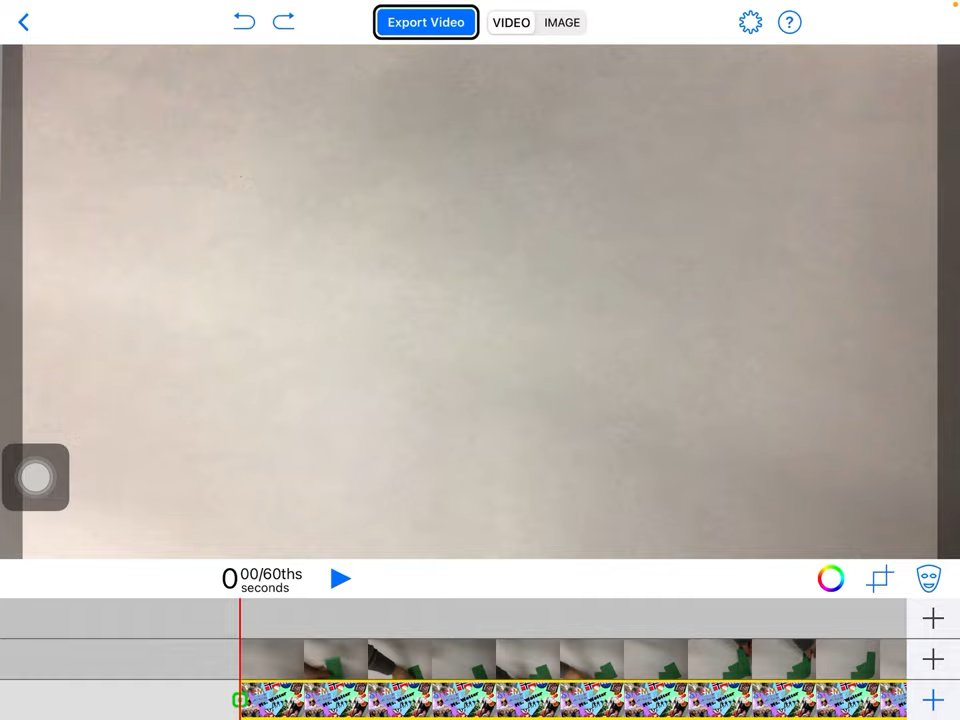 Export Video
VIDEO
IMAGE
?
0 00/60ths
seconds